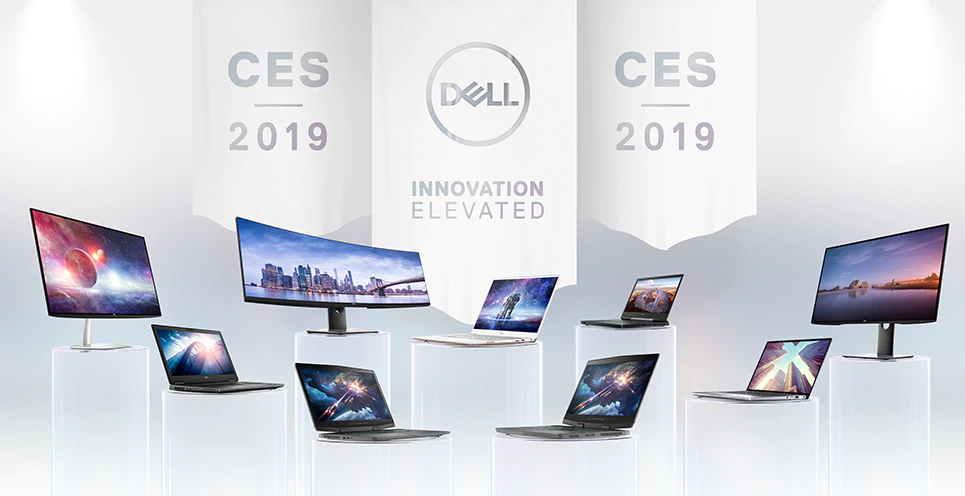 CES
2019
DELL
INNOVATION
ELEVATED
CES
2019